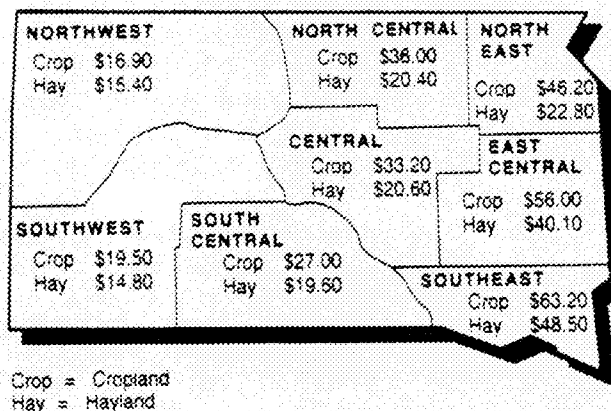 NORTHWEST
Crop $16.90
Hay $15.40
NORTH CENTRAL
Crop $36.00
Hay $20.40
NORTH
EAST
Crop $46.20
Hay $22.80
CENTRAL
Crop $33.20
Hay $20.60
EAST
CENTRAL
Crop $56.00
Hay $40.10
SOUTHWEST
Crop $19.50
Hay $14.80
SOUTH
CENTRAL
Crop $27.00
Hay $19.60
SOUTHEAST
Crop $63.20
Hay $48.50
Crop = Cropland
Hay = Hayland